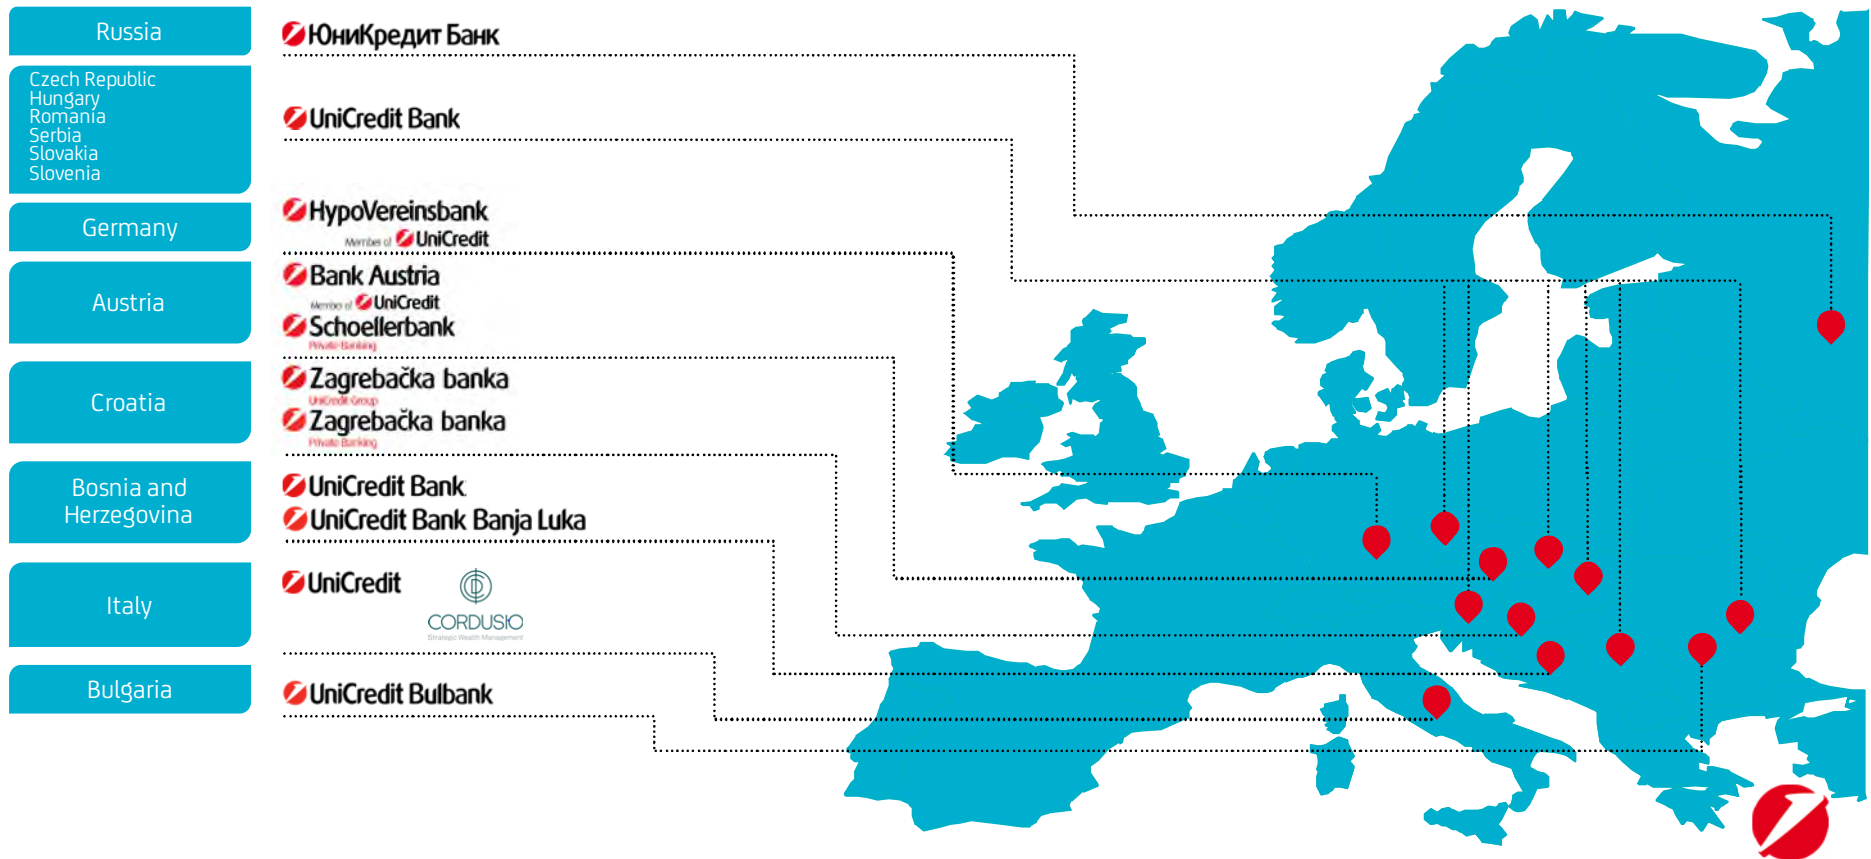 Russia
ЮниКредит Банк
Czech Republic
Hungary
Romania
Serbia
Slovakia
Slovenia
UniCredit Bank
Germany
HypoVereinsbank
Member of UniCredit
Austria
Bank Austria
Member of UniCredit
Schoellerbank
Private Banking
Croatia
Zagrebačka banka
UniCredit Group
Zagrebačka banka
Private Banking
Bosnia and
Herzegovina
UniCredit Bank
UniCredit Bank Banja Luka
Italy
UniCredit
CORDUSIO
Strategic Wealth Management
Bulgaria
UniCredit Bulbank